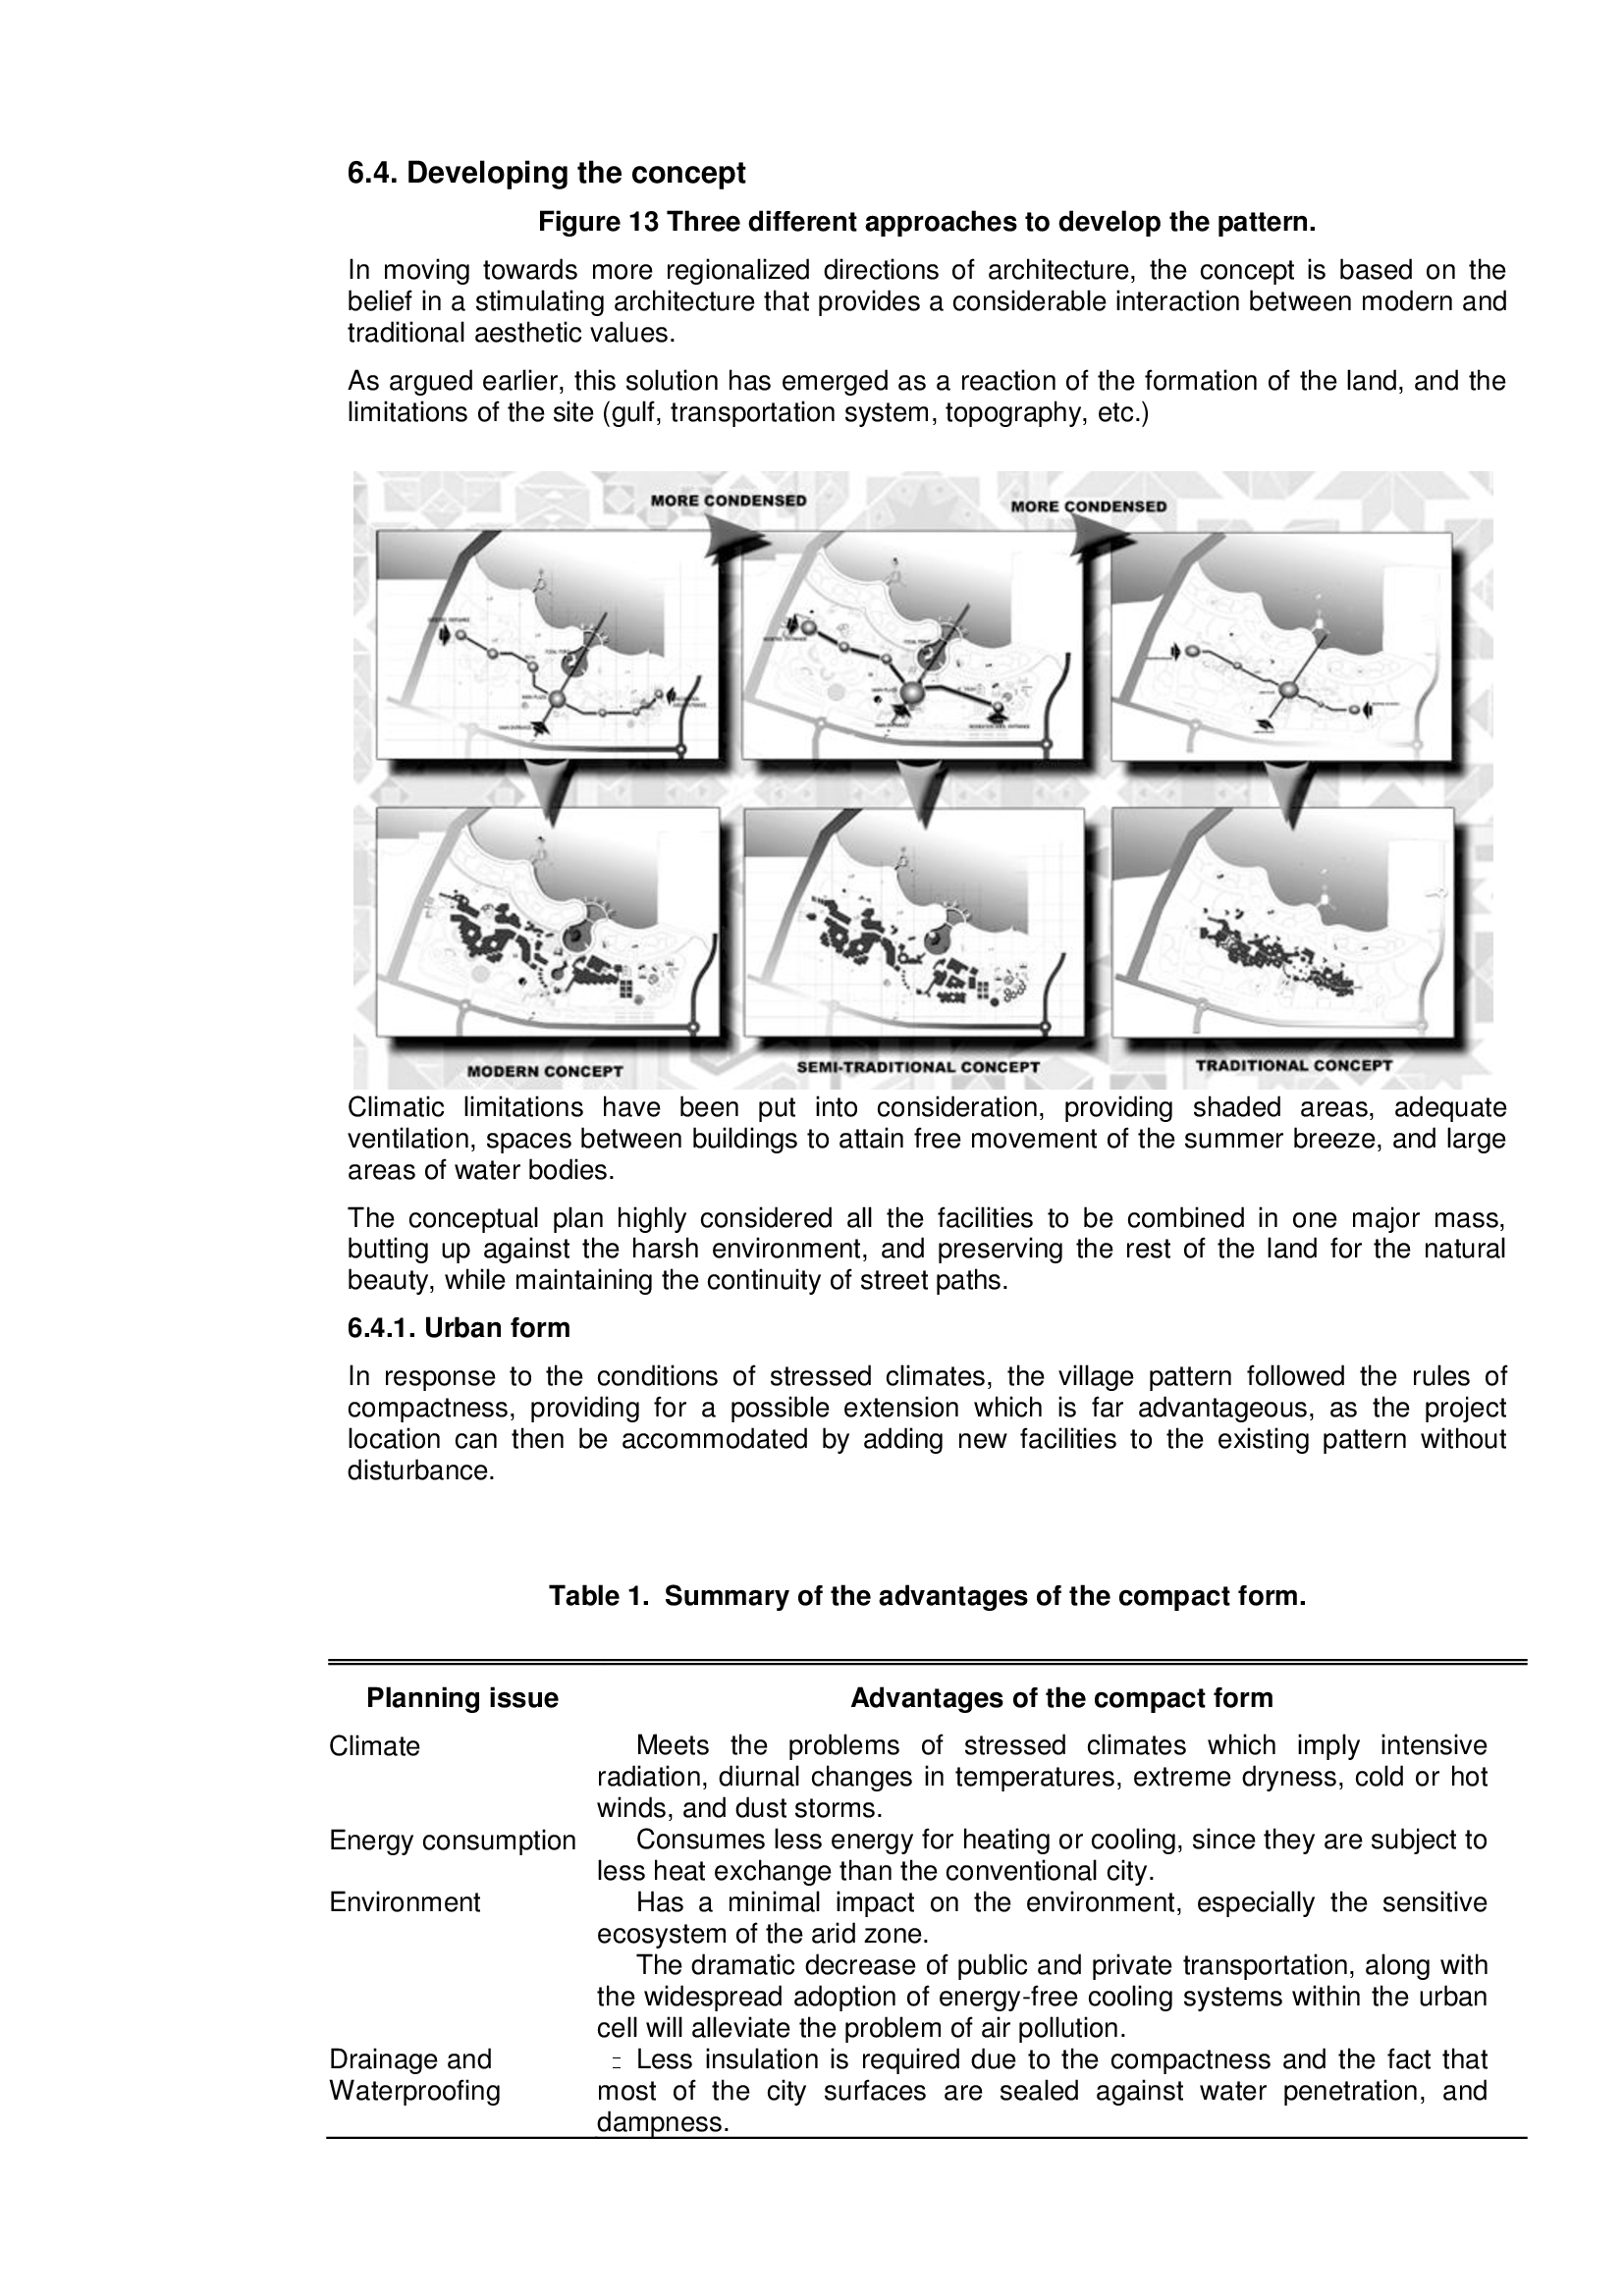 6.4. Developing the concept
Figure 13 Three different approaches to develop the pattern.
In moving towards more regionalized directions of architecture, the concept is based on the
belief in a stimulating architecture that provides a considerable interaction between modern and
traditional aesthetic values.
As argued earlier, this solution has emerged as a reaction of the formation of the land, and the
limitations of the site (gulf, transportation system, topography, etc.)
MORE CONDENSED
MORE CONDENSED
MODERN CONCEPT
SEMI-TRADITIONAL CONCEPT
TRADITIONAL CONCEPT
Climatic limitations have been put into consideration, providing shaded areas, adequate
ventilation, spaces between buildings to attain free movement of the summer breeze, and large
areas of water bodies.
The conceptual plan highly considered all the facilities to be combined in one major mass,
butting up against the harsh environment, and preserving the rest of the land for the natural
beauty, while maintaining the continuity of street paths.
6.4.1. Urban form
In response to the conditions of stressed climates, the village pattern followed the rules of
compactness, providing for a possible extension which is far advantageous, as the project
location can then be accommodated by adding new facilities to the existing pattern without
disturbance.
Table 1.  Summary of the advantages of the compact form.
Planning issue
Advantages of the compact form
Climate
Meets the problems of stressed climates which imply intensive
radiation, diurnal changes in temperatures, extreme dryness, cold or hot
winds, and dust storms.
Energy consumption
Consumes less energy for heating or cooling, since they are subject to
less heat exchange than the conventional city.
Environment
Has a minimal impact on the environment, especially the sensitive
ecosystem of the arid zone.
The dramatic decrease of public and private transportation, along with
the widespread adoption of energy-free cooling systems within the urban
cell will alleviate the problem of air pollution.
Drainage and
Waterproofing
Less insulation is required due to the compactness and the fact that
most of the city surfaces are sealed against water penetration, and
dampness.